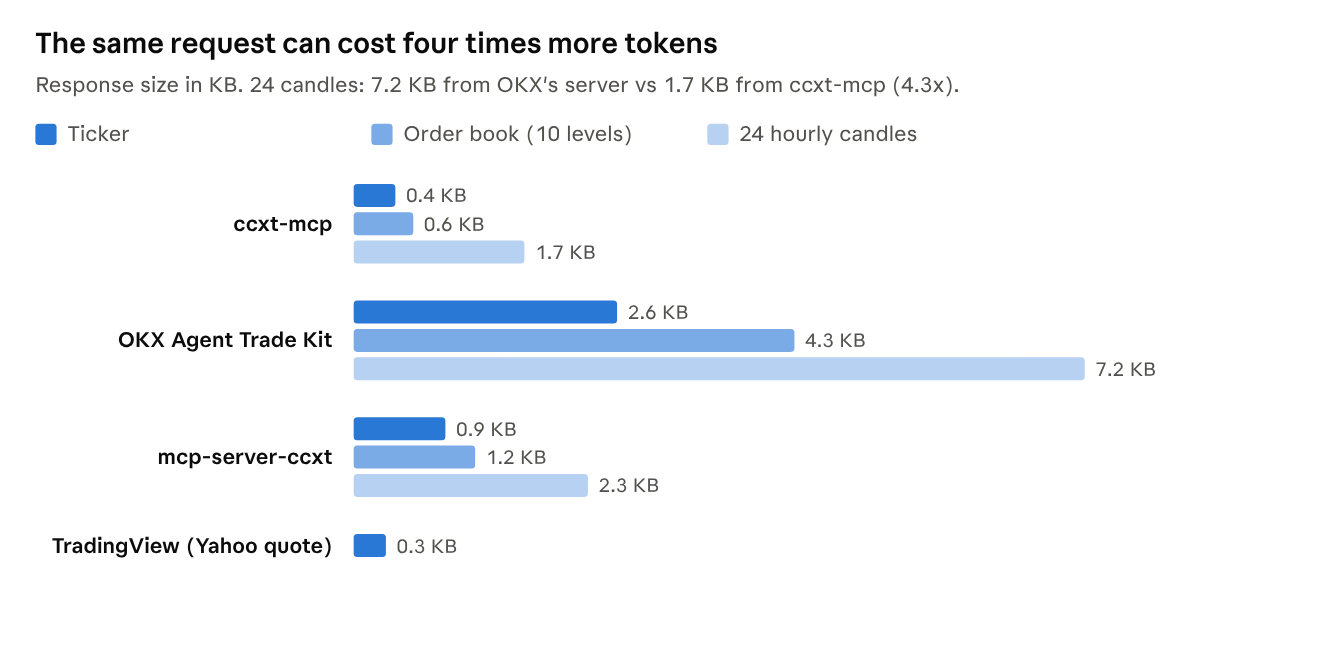 The same request can cost four times more tokens
Response size in KB. 24 candles: 7.2 KB from OKX's server vs 1.7 KB from ccxt-mcp (4.3x).
Ticker
Order book (10 levels)
24 hourly candles
ccxt-mcp
0.4 KB
0.6 KB
1.7 KB
OKX Agent Trade Kit
2.6 KB
4.3 KB
7.2 KB
mcp-server-ccxt
0.9 KB
1.2 KB
2.3 KB
TradingView (Yahoo quote)
0.3 KB